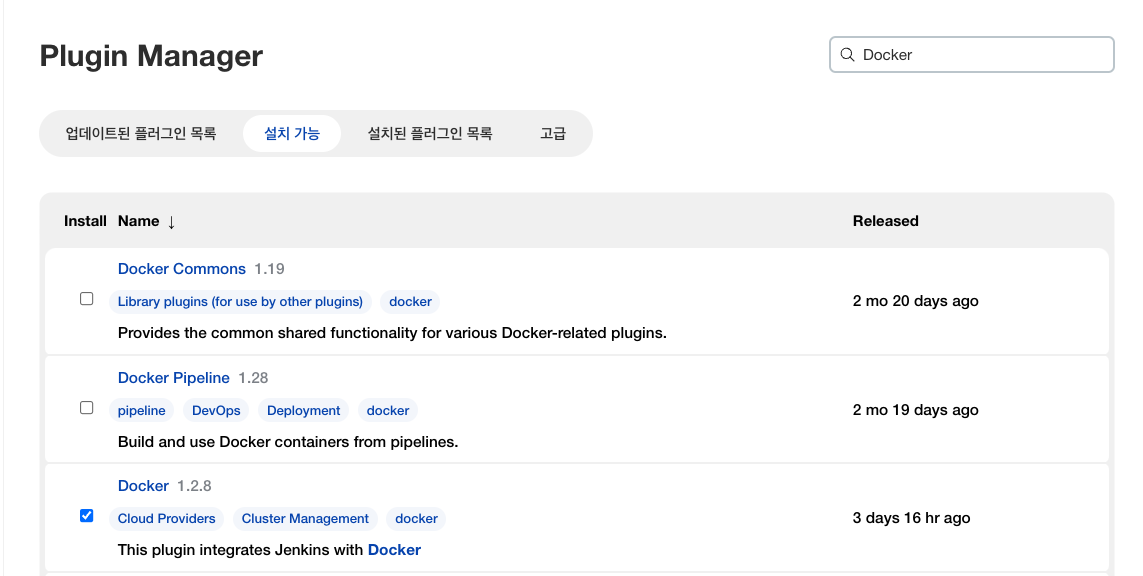 Plugin Manager
Docker
업데이트된 플러그인 목록 설치 가능 설치된 플러그인 목록 고급
Install Name ↓ Released
Docker Commons 1.19
Library plugins (for use by other plugins) docker
2 mo 20 days ago
Provides the common shared functionality for various Docker-related plugins.
Docker Pipeline 1.28
pipeline DevOps Deployment docker
2 mo 19 days ago
Build and use Docker containers from pipelines.
Docker 1.2.8
Cloud Providers Cluster Management docker
3 days 16 hr ago
This plugin integrates Jenkins with Docker